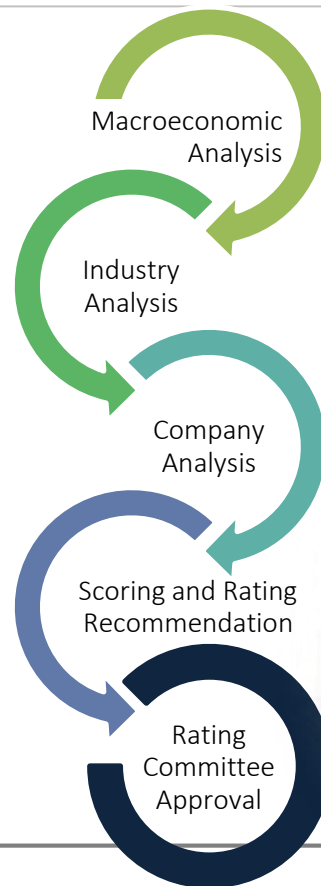 Macroeconomic
Analysis
Industry
Analysis
Company
Analysis
Scoring and Rating
Recommendation
Rating
Committee
Approval